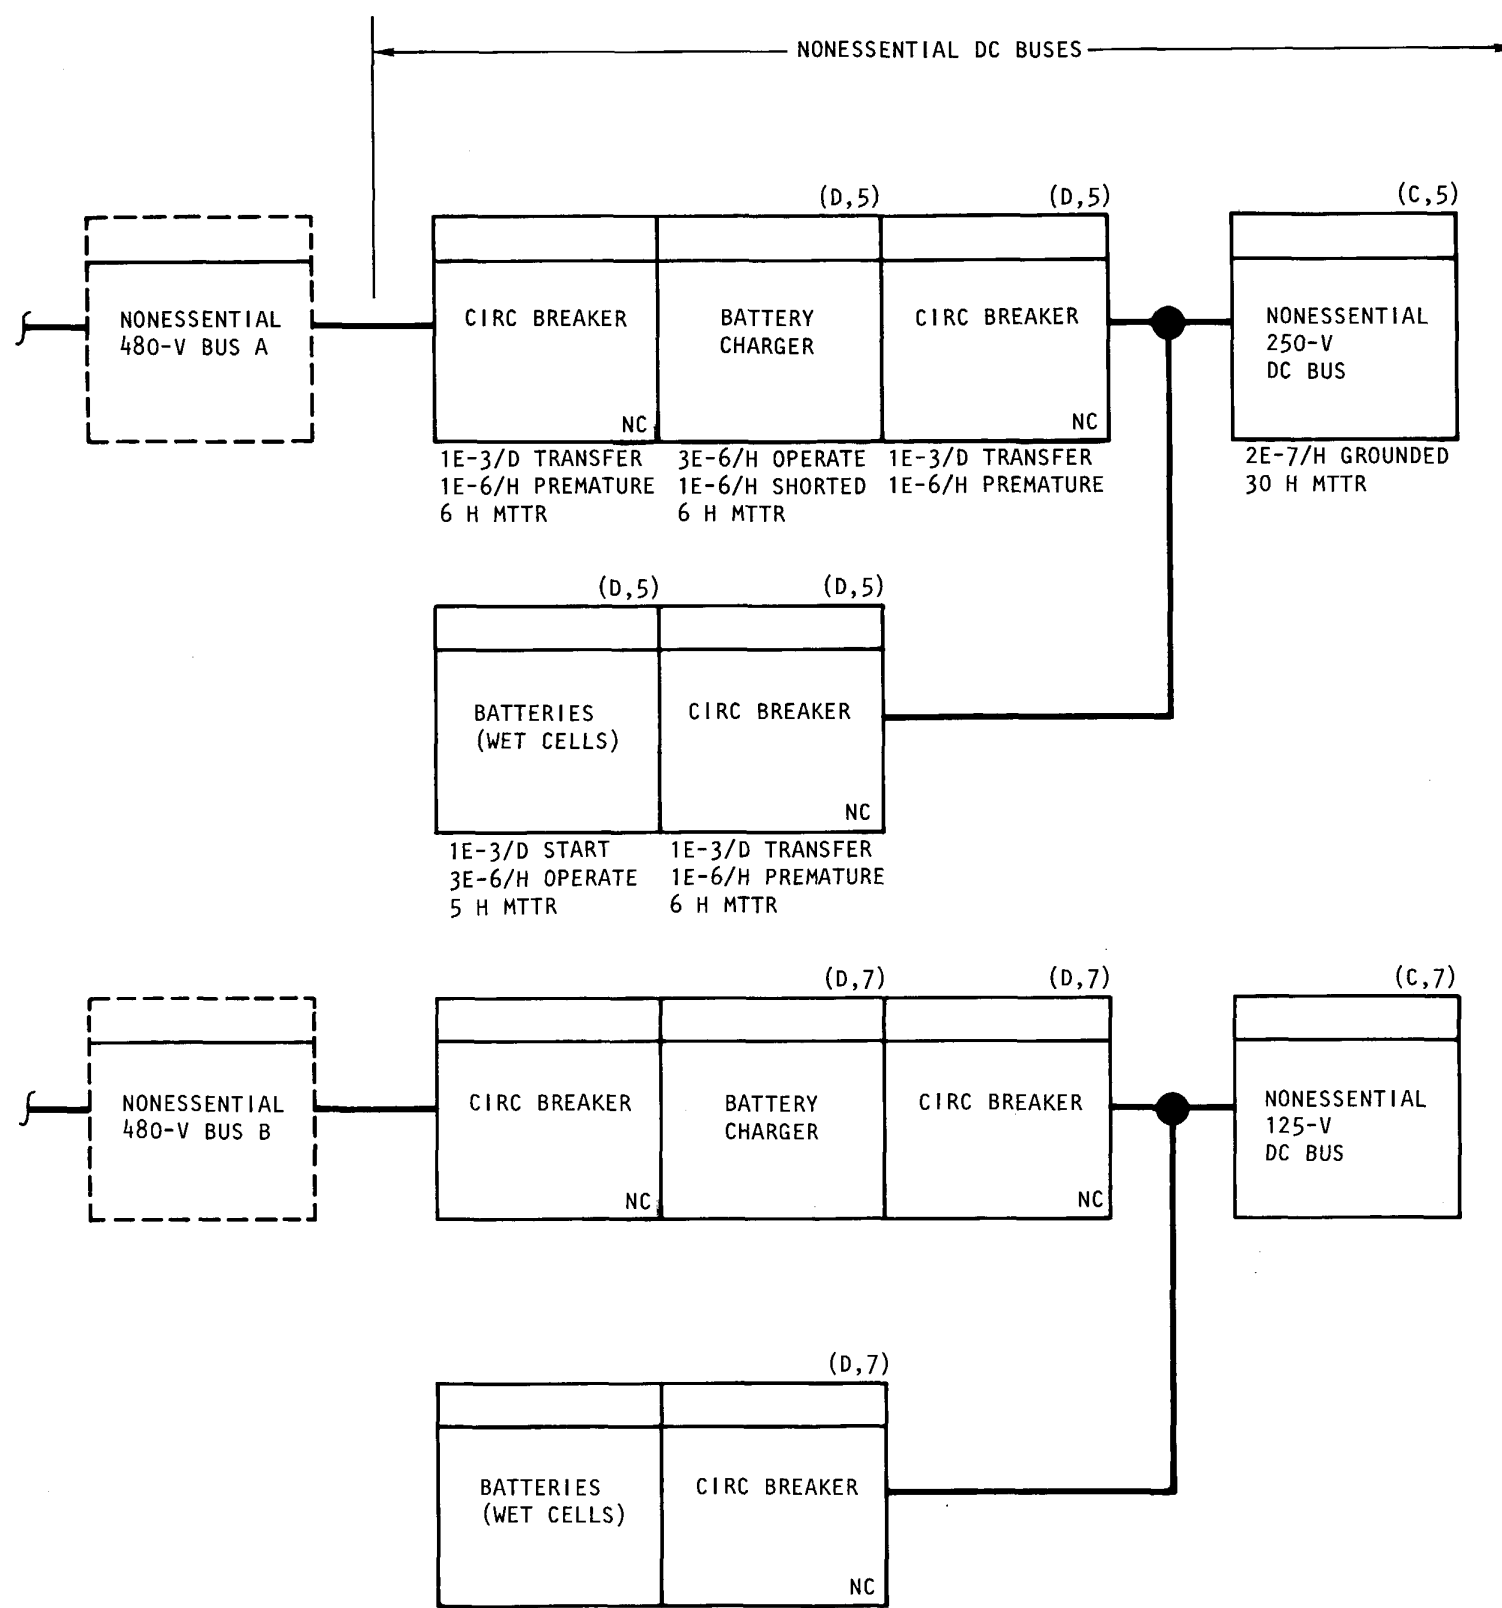 NONESSENTIAL DC BUSES
(D,5)
(D,5)
(C,5)
NONESSENTIAL
480-V BUS A
CIRC BREAKER
NC
BATTERY
CHARGER
CIRC BREAKER
NC
NONESSENTIAL
250-V
DC BUS
1E-3/D TRANSFER
1E-6/H PREMATURE
6 H MTTR
3E-6/H OPERATE
1E-6/H SHORTED
6 H MTTR
1E-3/D TRANSFER
1E-6/H PREMATURE
2E-7/H GROUNDED
30 H MTTR
(D,5)
(D,5)
BATTERIES
(WET CELLS)
CIRC BREAKER
NC
1E-3/D START
3E-6/H OPERATE
5 H MTTR
1E-3/D TRANSFER
1E-6/H PREMATURE
6 H MTTR
(D,7)
(D,7)
(C,7)
NONESSENTIAL
480-V BUS B
CIRC BREAKER
NC
BATTERY
CHARGER
CIRC BREAKER
NC
NONESSENTIAL
125-V
DC BUS
(D,7)
BATTERIES
(WET CELLS)
CIRC BREAKER
NC